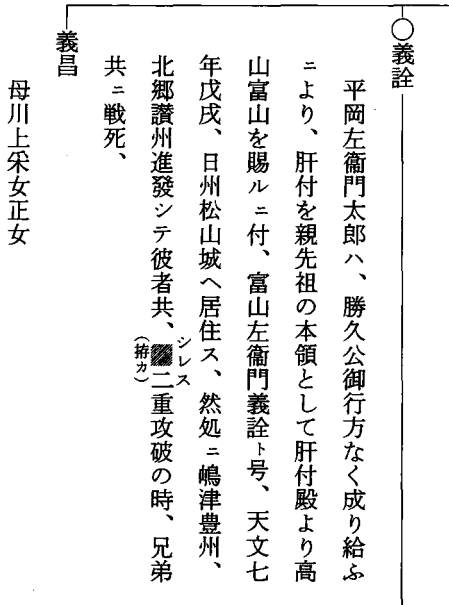 ○義詮
平岡左衞門太郎ハ、勝久公御行方なく成り給ふ
ニより、肝付を親先祖の本領として肝付殿より高
山富山を賜ルニ付、富山左衞門義詮ト号、天文七
年戊戌、日州松山城へ居住ス、然処ニ嶋津豊州、
北郷讃州進發シテ彼者共、▨二重攻破の時、兄弟
シレス
(搦カ)
共ニ戦死、
義昌
母川上釆女正女